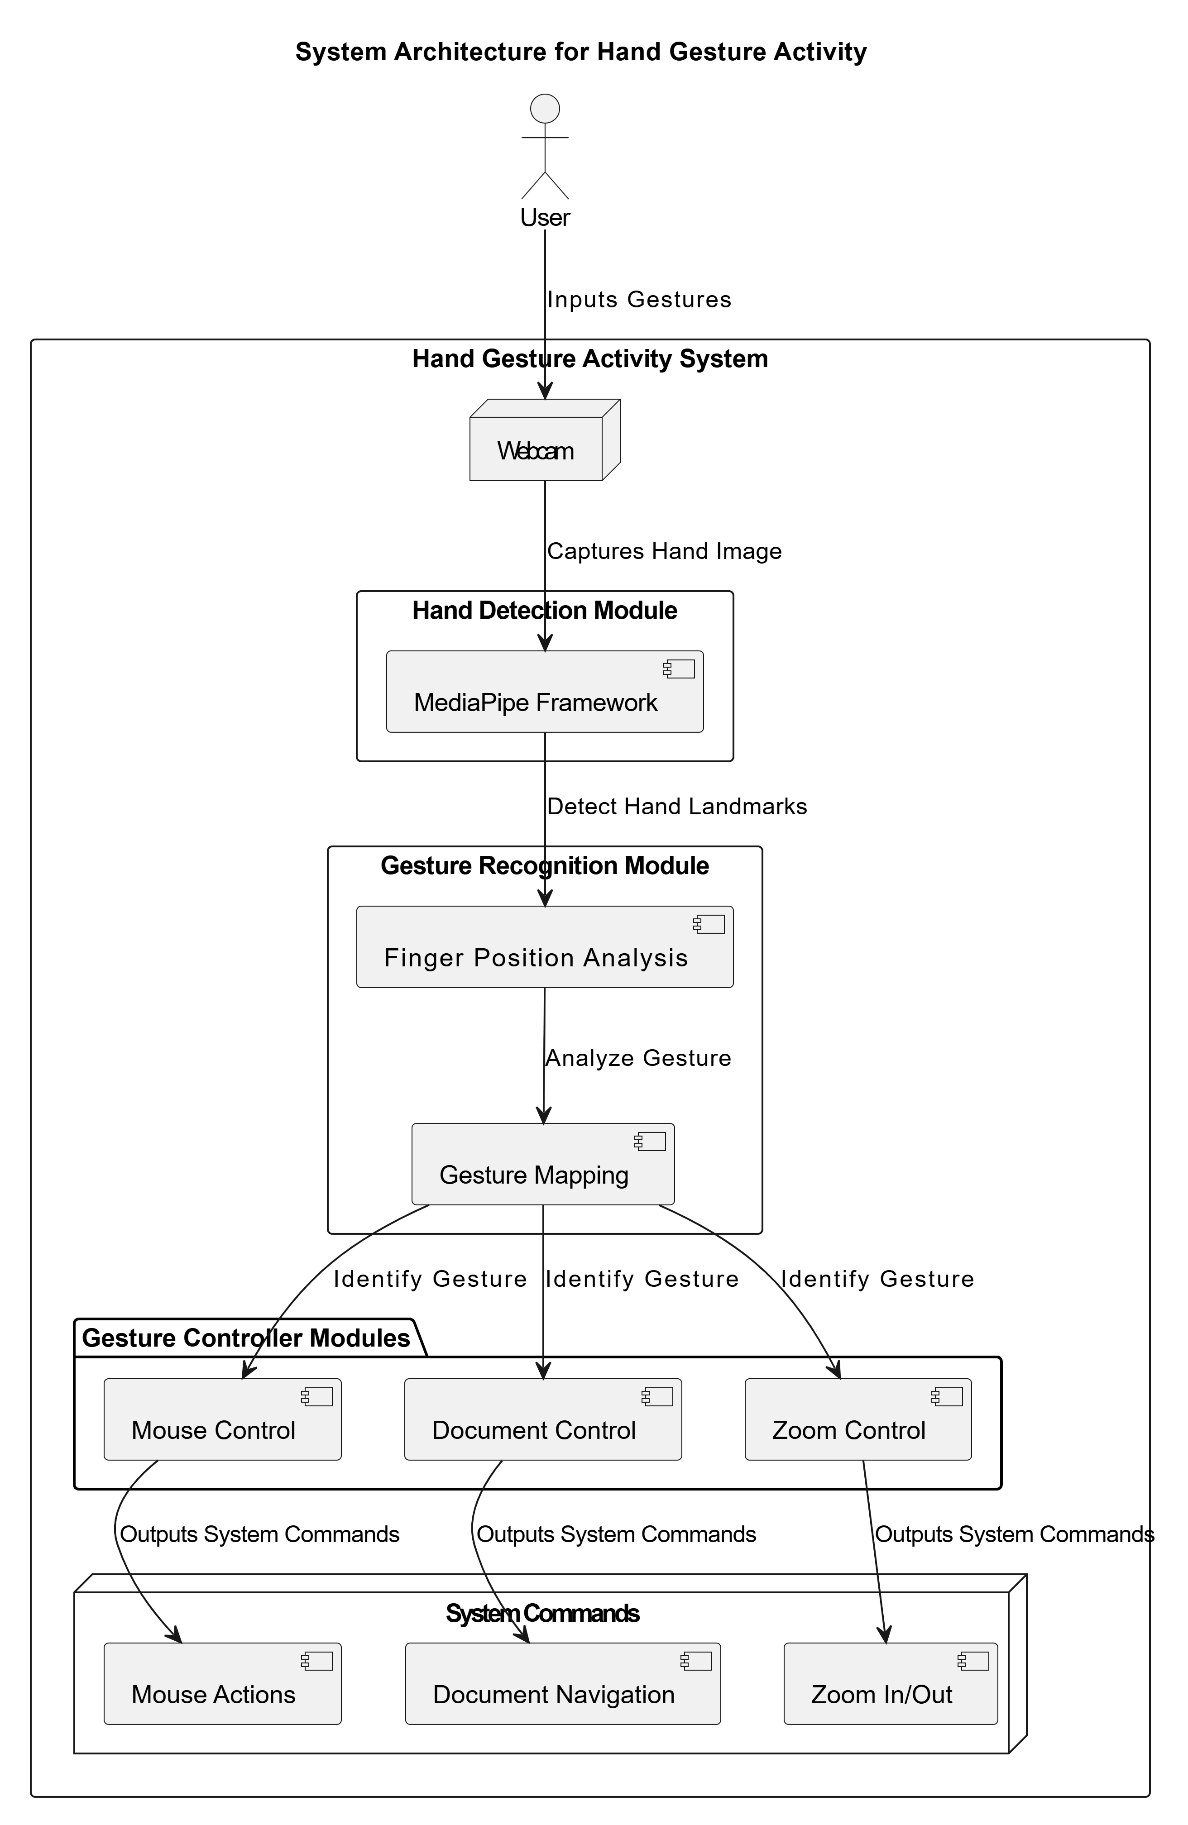 System Architecture for Hand Gesture Activity
User
Inputs Gestures
Hand Gesture Activity System
Webcam
Captures Hand Image
Hand Detection Module
MediaPipe Framework
Detect Hand Landmarks
Gesture Recognition Module
Finger Position Analysis
Analyze Gesture
Gesture Mapping
Identify Gesture
Identify Gesture
Identify Gesture
Gesture Controller Modules
Mouse Control
Document Control
Zoom Control
Outputs System Commands
Outputs System Commands
Outputs System Commands
System Commands
Mouse Actions
Document Navigation
Zoom In/Out